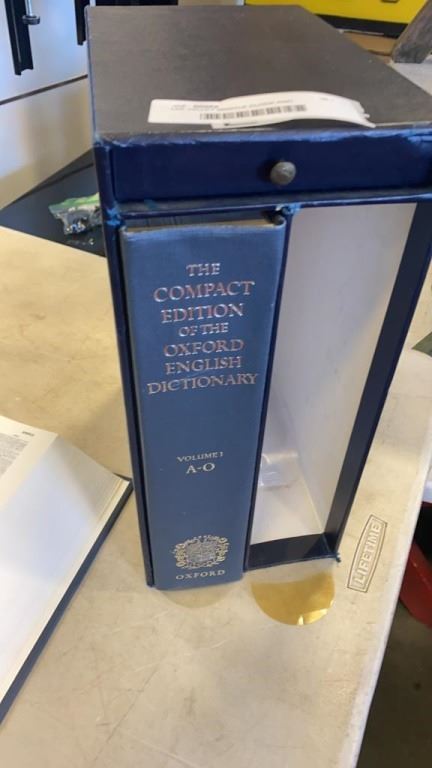 THE
COMPACT
EDITION
OF THE
OXFORD
ENGLISH
DICTIONARY
VOLUME I
A-O
OXFORD
LIFETIME